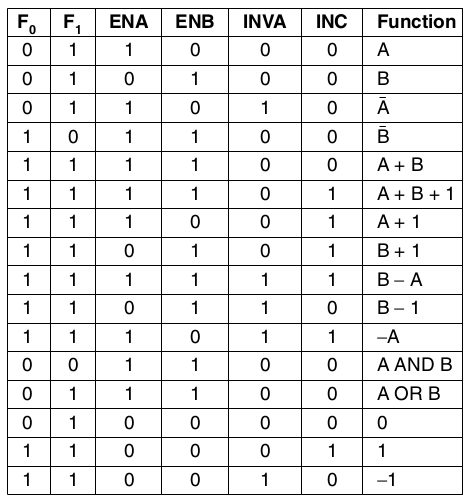 F0 F1 ENA ENB INVA INC Function
0 1 1 0 0 0 A
0 1 0 1 0 0 B
0 1 1 0 1 0 Ā
1 0 1 1 0 0 B̄
1 1 1 1 0 0 A + B
1 1 1 1 0 1 A + B + 1
1 1 1 0 0 1 A + 1
1 1 0 1 0 1 B + 1
1 1 1 1 1 1 B − A
1 1 0 1 1 0 B − 1
1 1 1 0 1 1 −A
0 0 1 1 0 0 A AND B
0 1 1 1 0 0 A OR B
0 1 0 0 0 0 0
1 1 0 0 0 1 1
1 1 0 0 1 0 −1